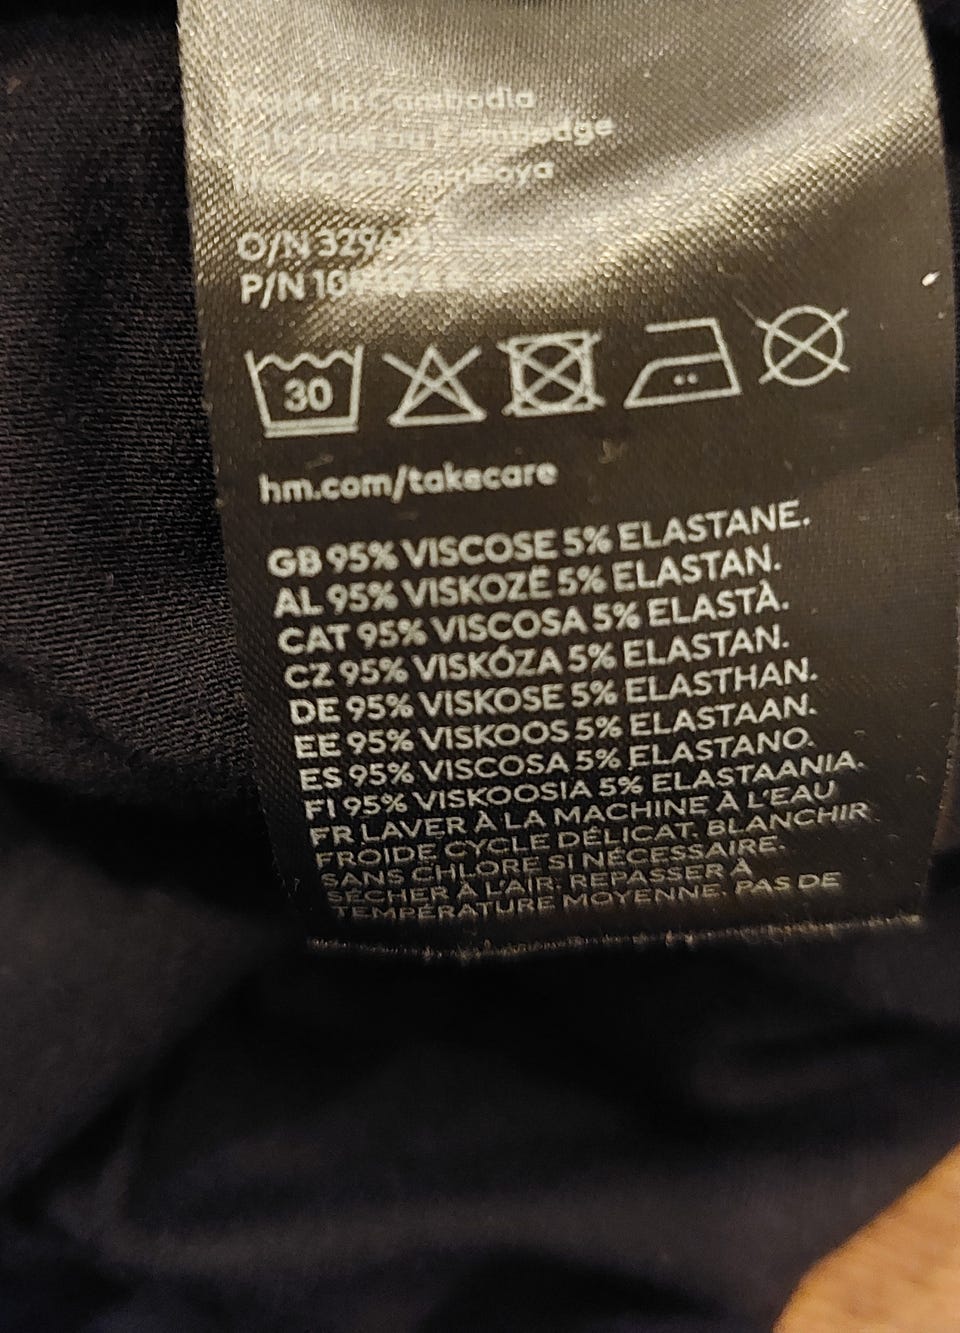 Made in Cambodia
O/N
P/N
30
hm.com/takecare
GB 95% VISCOSE 5% ELASTANE.
AL 95% VISKOZË 5% ELASTAN.
CAT 95% VISCOSA 5% ELASTÀ.
CZ 95% VISKÓZA 5% ELASTAN.
DE 95% VISKOSE 5% ELASTHAN.
EE 95% VISKOOS 5% ELASTAAN.
ES 95% VISCOSA 5% ELASTANO.
FI 95% VISKOOSIA 5% ELASTAANIA.
FR LAVER À LA MACHINE À L'EAU
FROIDE CYCLE DÉLICAT. BLANCHIR
SANS CHLORE SI NÉCESSAIRE.
SÉCHER À L'AIR. REPASSER À
TEMPÉRATURE MOYENNE. PAS DE